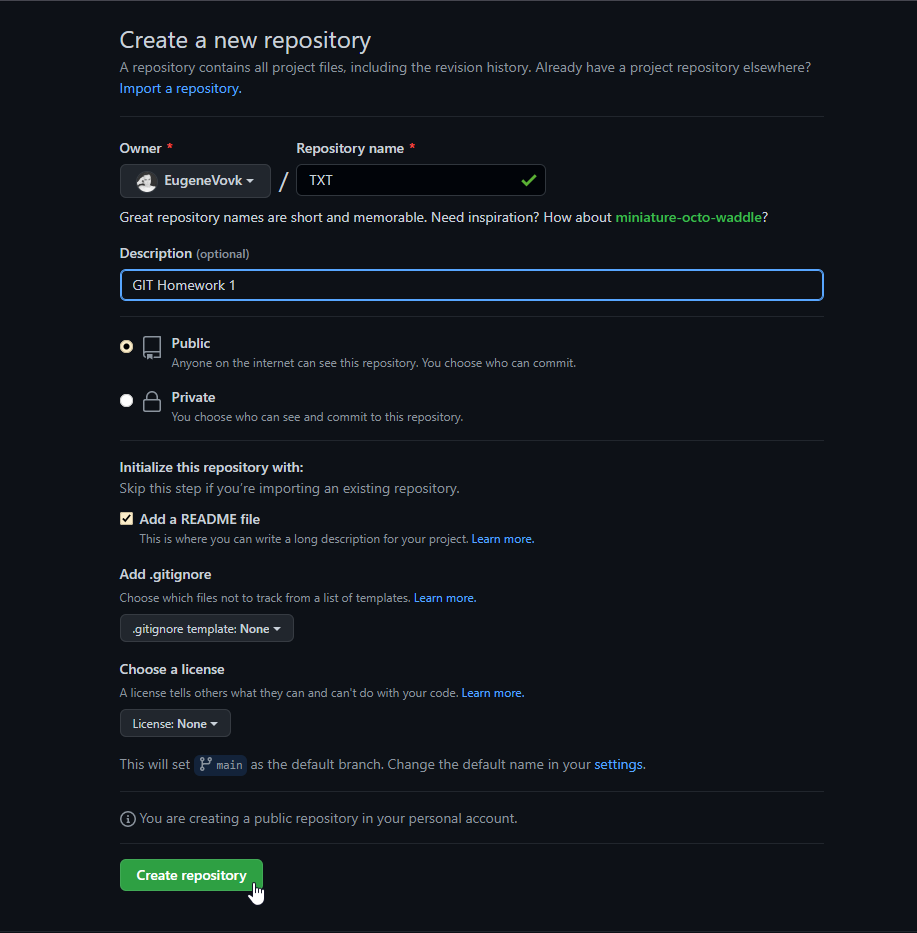 Create a new repository
A repository contains all project files, including the revision history. Already have a project repository elsewhere?
Import a repository.
Owner * Repository name *
EugeneVovk / TXT
Great repository names are short and memorable. Need inspiration? How about miniature-octo-waddle?
Description (optional)
GIT Homework 1
Public
Anyone on the internet can see this repository. You choose who can commit.
Private
You choose who can see and commit to this repository.
Initialize this repository with:
Skip this step if you're importing an existing repository.
Add a README file
This is where you can write a long description for your project. Learn more.
Add .gitignore
Choose which files not to track from a list of templates. Learn more.
.gitignore template: None
Choose a license
A license tells others what they can and can't do with your code. Learn more.
License: None
This will set main as the default branch. Change the default name in your settings.
You are creating a public repository in your personal account.
Create repository